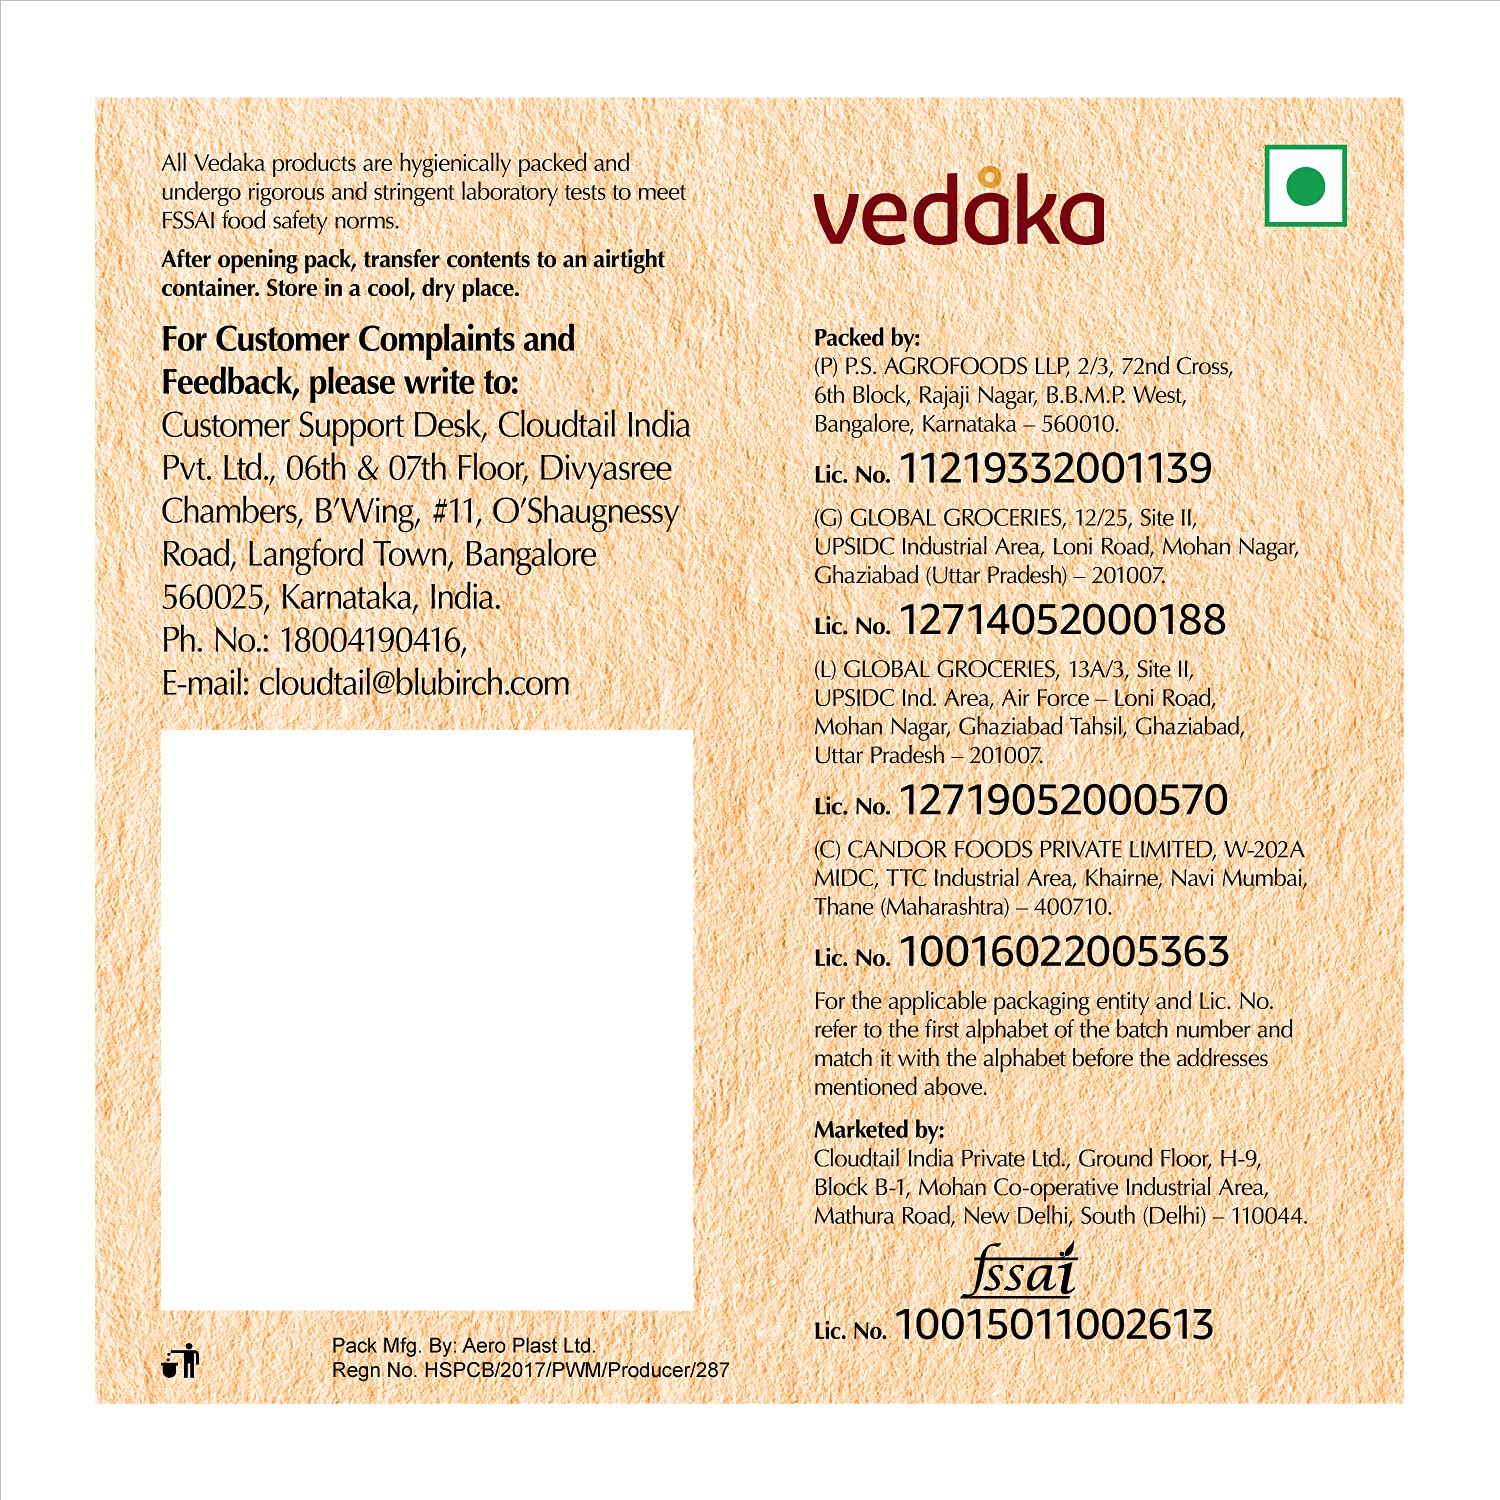 All Vedaka products are hygienically packed and
undergo rigorous and stringent laboratory tests to meet
FSSAI food safety norms.
After opening pack, transfer contents to an airtight
container. Store in a cool, dry place.
For Customer Complaints and
Feedback, please write to:
Customer Support Desk, Cloudtail India
Pvt. Ltd., 06th & 07th Floor, Divyasree
Chambers, B'Wing, #11, O'Shaugnessy
Road, Langford Town, Bangalore
560025, Karnataka, India.
Ph. No.: 18004190416,
E-mail: cloudtail@blubirch.com
Pack Mfg. By: Aero Plast Ltd.
Regn No. HSPCB/2017/PWM/Producer/287
vedaka
Packed by:
(P) P.S. AGROFOODS LLP, 2/3, 72nd Cross,
6th Block, Rajaji Nagar, B.B.M.P. West,
Bangalore, Karnataka – 560010.
Lic. No. 11219332001139
(G) GLOBAL GROCERIES, 12/25, Site II,
UPSIDC Industrial Area, Loni Road, Mohan Nagar,
Ghaziabad (Uttar Pradesh) – 201007.
Lic. No. 12714052000188
(L) GLOBAL GROCERIES, 13A/3, Site II,
UPSIDC Ind. Area, Air Force – Loni Road,
Mohan Nagar, Ghaziabad Tahsil, Ghaziabad,
Uttar Pradesh – 201007.
Lic. No. 12719052000570
(C) CANDOR FOODS PRIVATE LIMITED, W-202A
MIDC, TTC Industrial Area, Khairne, Navi Mumbai,
Thane (Maharashtra) – 400710.
Lic. No. 10016022005363
For the applicable packaging entity and Lic. No.
refer to the first alphabet of the batch number and
match it with the alphabet before the addresses
mentioned above.
Marketed by:
Cloudtail India Private Ltd., Ground Floor, H-9,
Block B-1, Mohan Co-operative Industrial Area,
Mathura Road, New Delhi, South (Delhi) – 110044.
fssai
Lic. No. 10015011002613